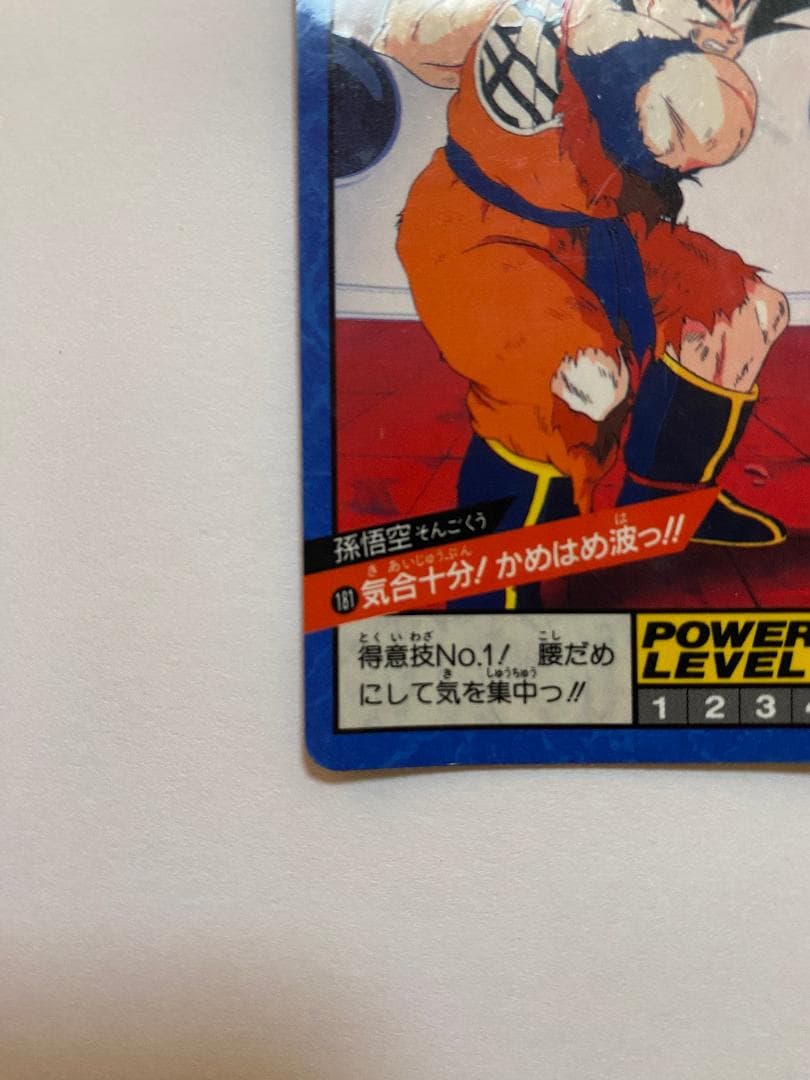 孫悟空そんごくう
181 気合十分! かめはめ波っ!!
得意技No.1! 腰だめ
にして気を集中っ!!
POWER
LEVEL
1 2 3